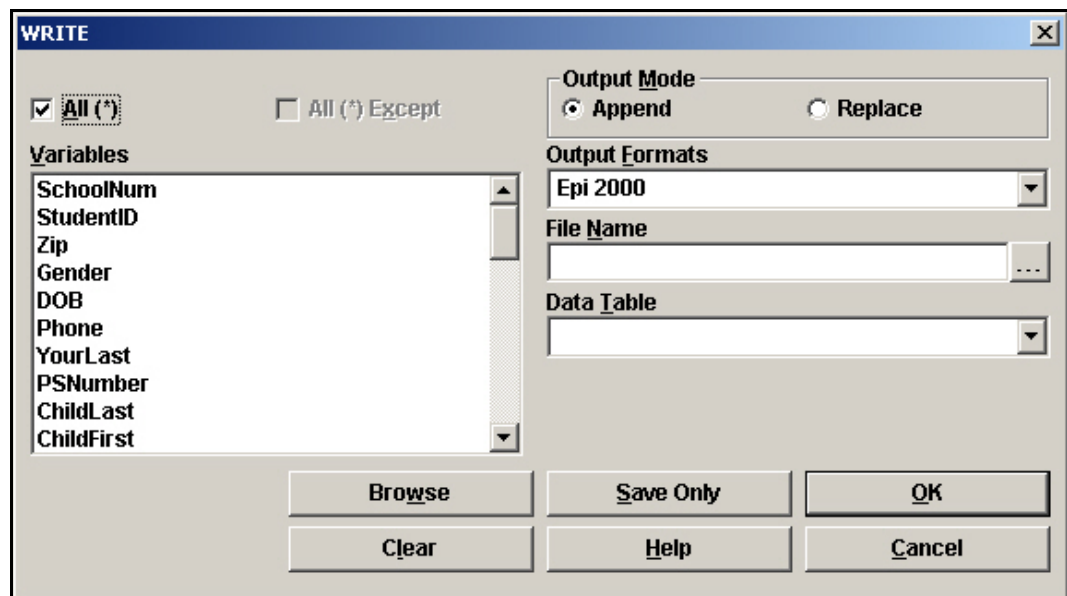 WRITE
All (*)
All (*) Except
Output Mode
Append
Replace
Variables
SchoolNum
StudentID
Zip
Gender
DOB
Phone
YourLast
PSNumber
ChildLast
ChildFirst
Output Formats
Epi 2000
File Name
...
Data Table
Browse
Save Only
OK
Clear
Help
Cancel